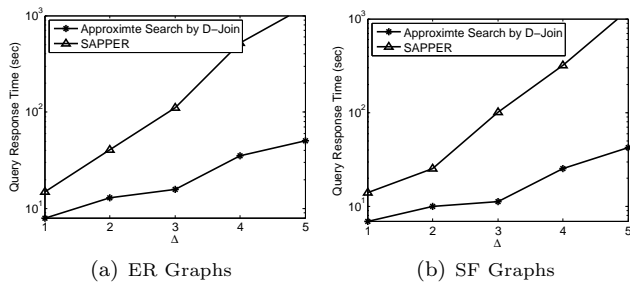 10³
Approximte Search by D−Join
SAPPER
Query Response Time (sec)
10²
10¹
1 2 3 4 5
Δ
(a) ER Graphs
10³
Approximte Search by D−Join
SAPPER
Query Response Time (sec)
10²
10¹
1 2 3 4 5
Δ
(b) SF Graphs